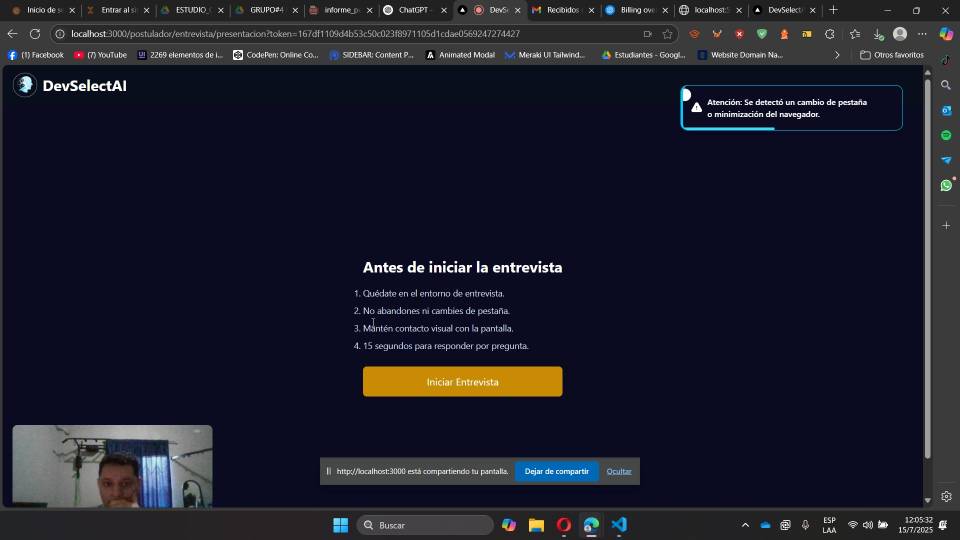 Inicio de se
Entrar al si
ESTUDIO_
GRUPO#4
informe_pe
ChatGPT
DevSe
Recibidos
Billing ove
localhost:
DevSelect
localhost:3000/postulador/entrevista/presentacion?token=167df1109d4b53c50c023f8971105d1cdae0569247274427
(1) Facebook
(7) YouTube
2269 elementos de i...
CodePen: Online Co...
SIDEBAR: Content P...
Animated Modal
Meraki UI Tailwind...
Estudiantes - Googl...
Website Domain Na...
Otros favoritos
DevSelectAI
Atención: Se detectó un cambio de pestaña
o minimización del navegador.
Antes de iniciar la entrevista
1. Quédate en el entorno de entrevista.
2. No abandones ni cambies de pestaña.
3. Mantén contacto visual con la pantalla.
4. 15 segundos para responder por pregunta.
Iniciar Entrevista
http://localhost:3000 está compartiendo tu pantalla.
Dejar de compartir
Ocultar
Buscar
ESP
LAA
12:05:32
15/7/2025